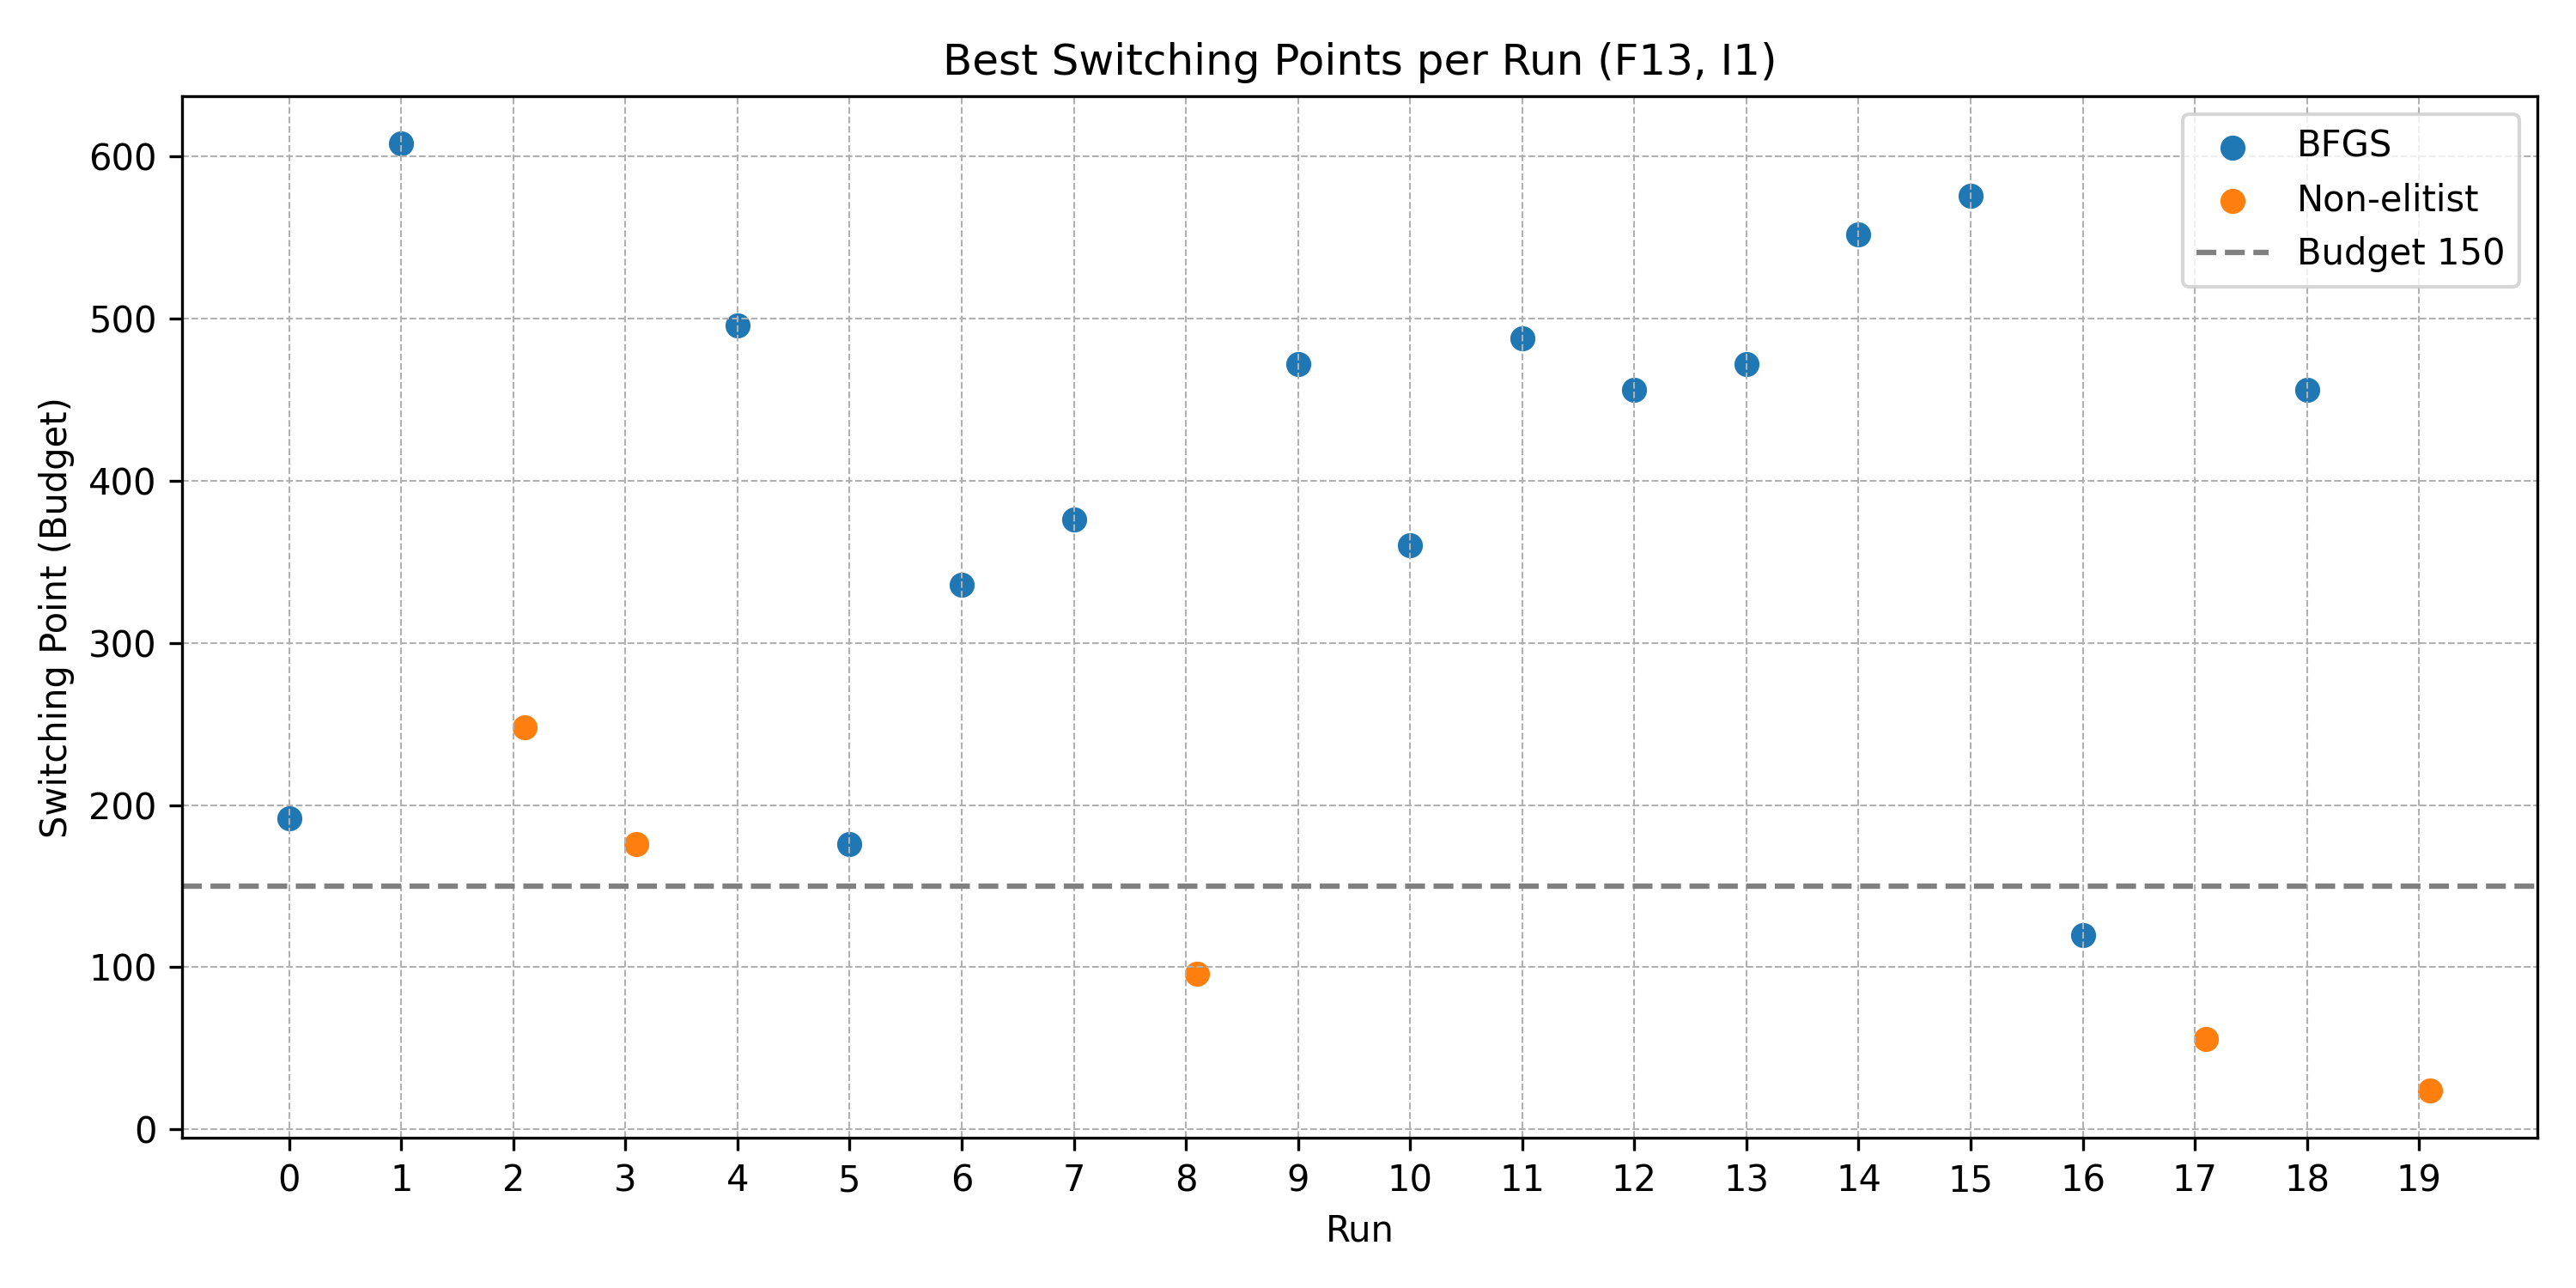 Best Switching Points per Run (F13, I1)
BFGS
Non-elitist
Budget 150
Switching Point (Budget)
600
500
400
300
200
100
0
0 1 2 3 4 5 6 7 8 9 10 11 12 13 14 15 16 17 18 19
Run